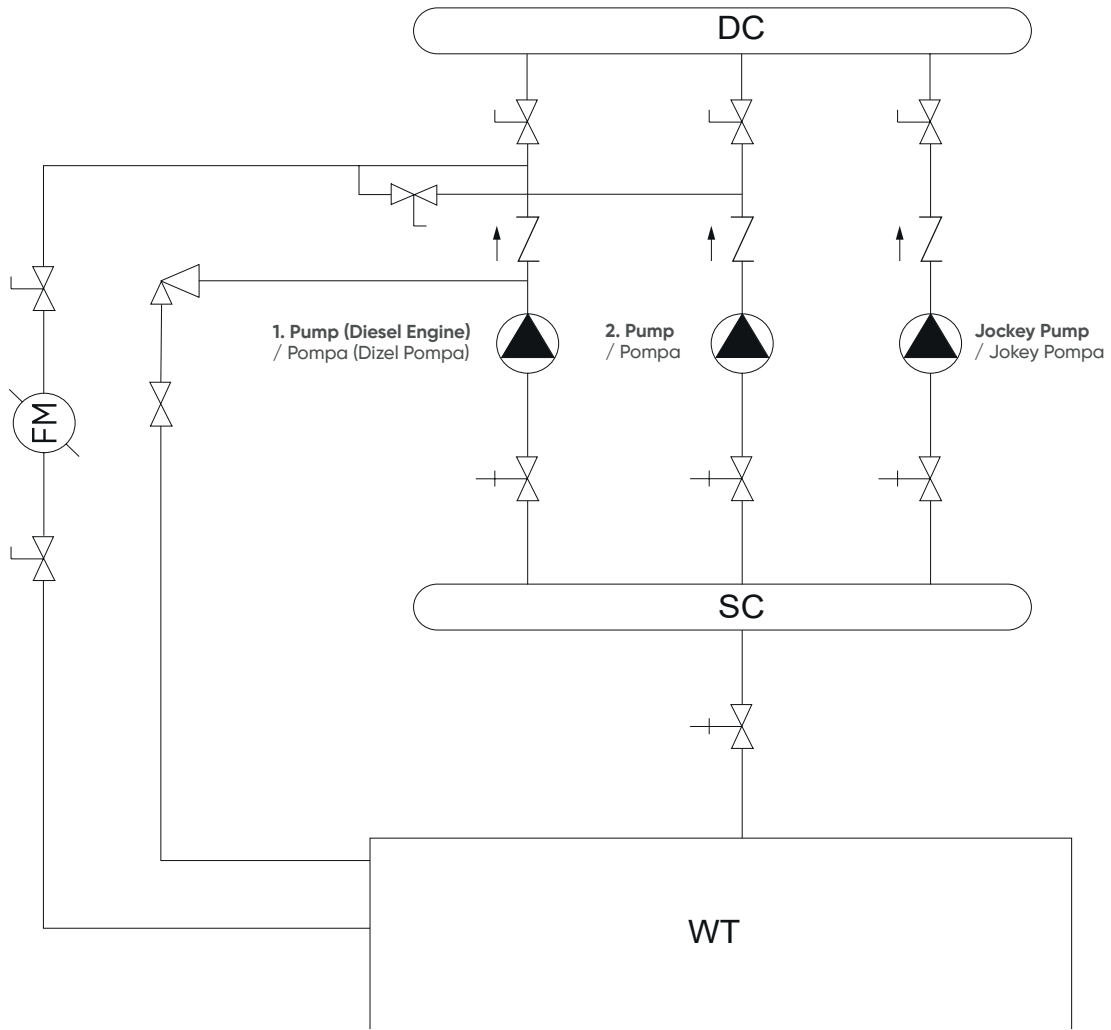 DC
1. Pump (Diesel Engine)
/ Pompa (Dizel Pompa)
2. Pump
/ Pompa
Jockey Pump
/ Jokey Pompa
FM
SC
WT